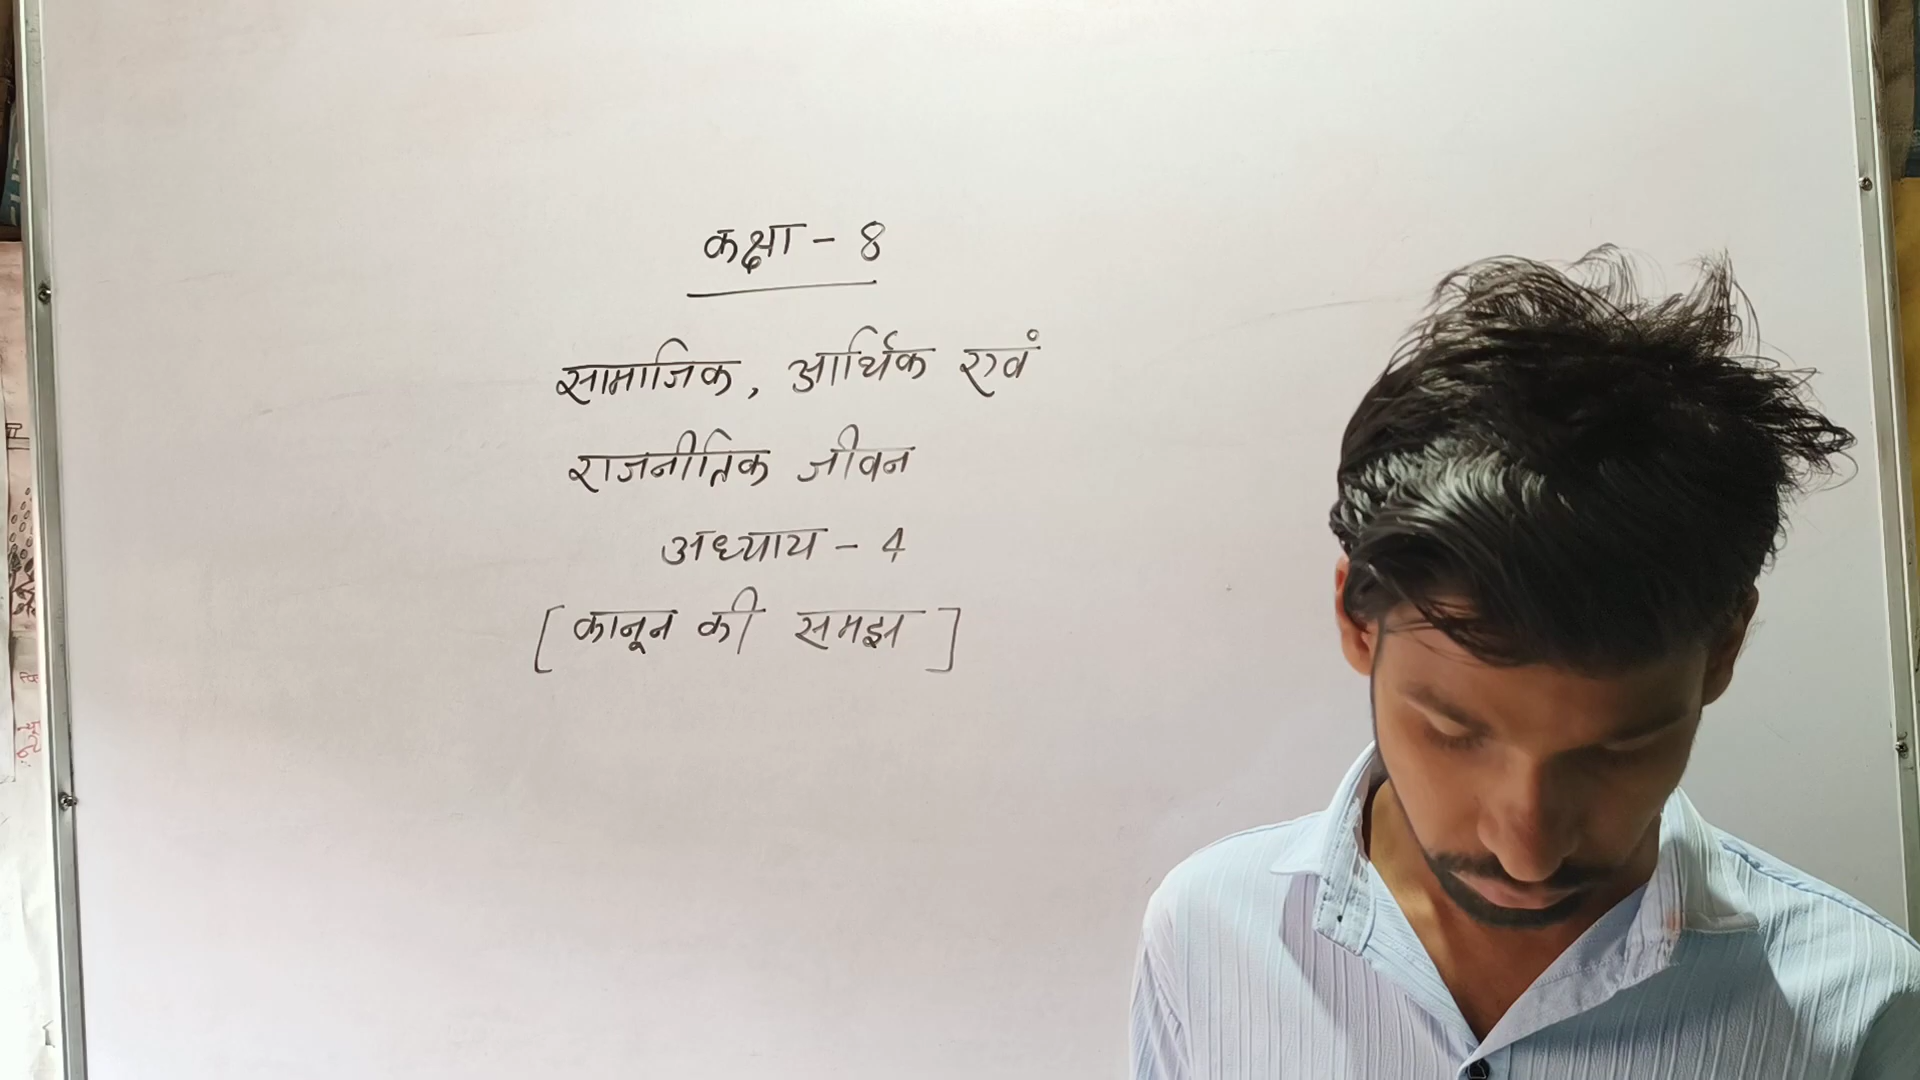 कक्षा - 8
सामाजिक, आर्थिक एवं
राजनीतिक जीवन
अध्याय - 4
[कानून की समझ]